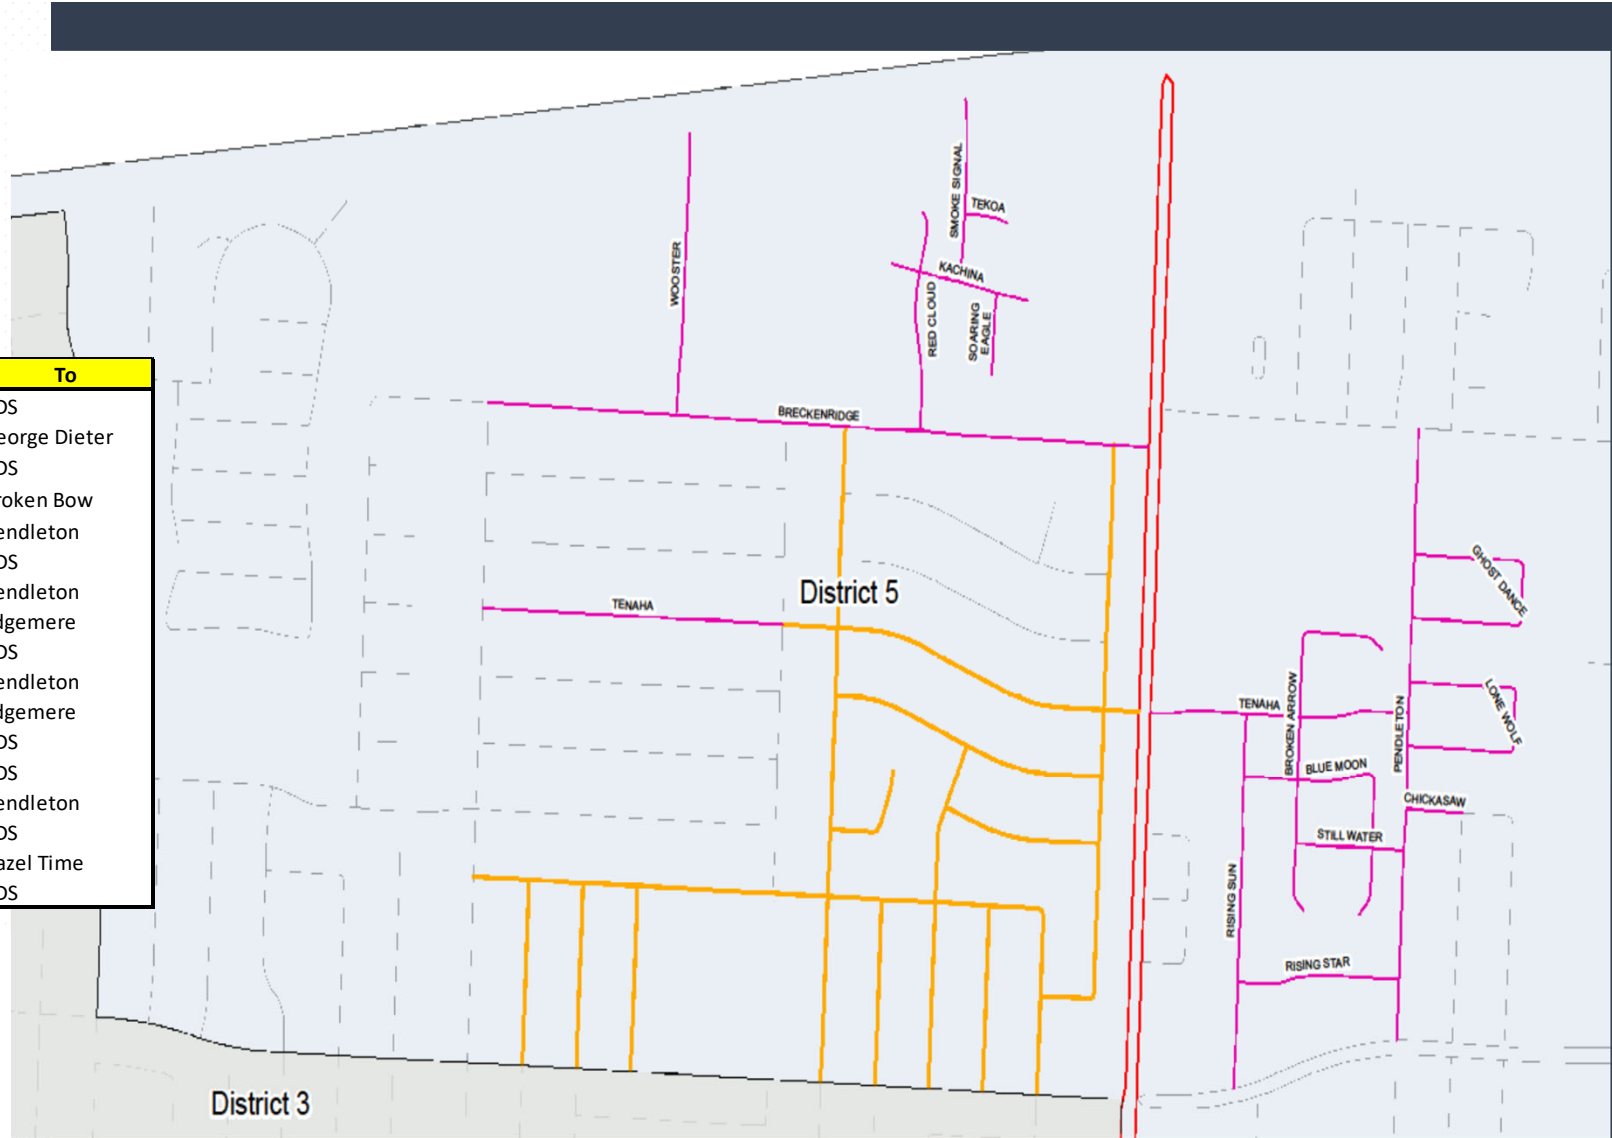 To
DS
eorge Dieter
DS
roken Bow
endleton
DS
endleton
dgemere
DS
endleton
dgemere
DS
DS
endleton
DS
azel Time
DS
SMOKE SIGNAL
TEKOA
WOOSTER
KACHINA
RED CLOUD
SOARING
EAGLE
BRECKENRIDGE
District 5
TENAHA
GHOST DANCE
LONE WOLF
TENAHA
BROKEN ARROW
PENDLETON
BLUE MOON
CHICKASAW
STILL WATER
RISING SUN
RISING STAR
District 3